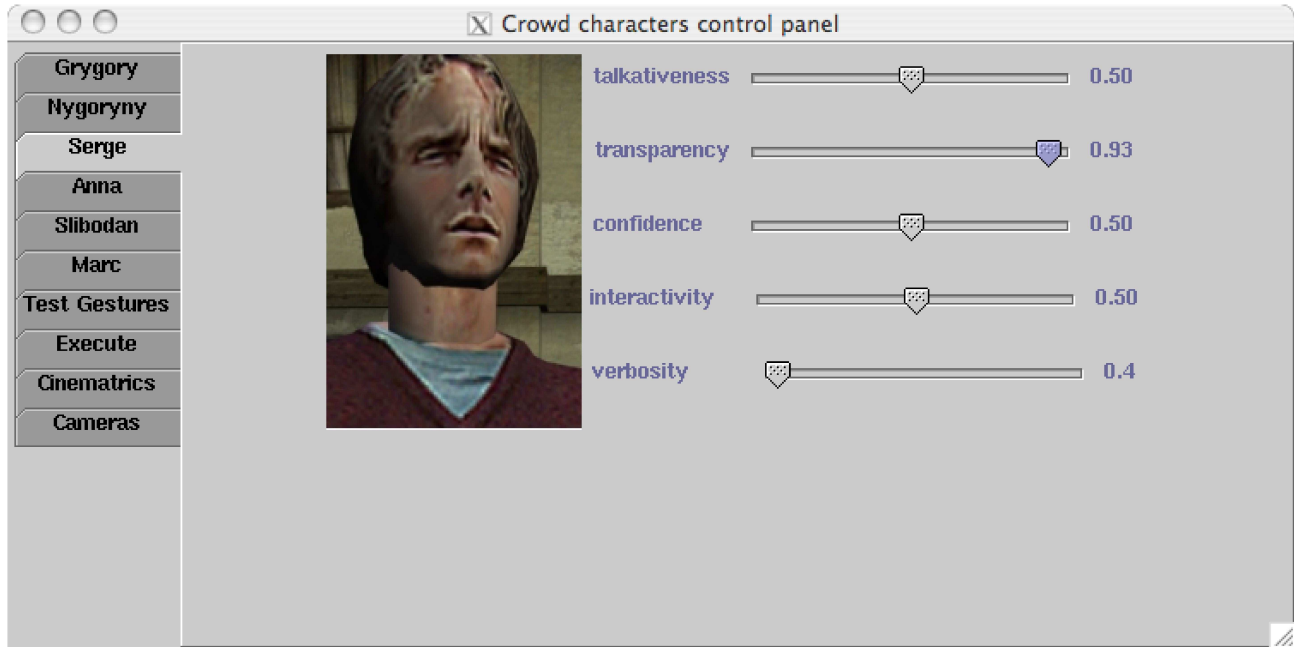 Crowd characters control panel
Grygory
Nygoryny
Serge
Anna
Slibodan
Marc
Test Gestures
Execute
Cinematrics
Cameras
talkativeness 0.50
transparency 0.93
confidence 0.50
interactivity 0.50
verbosity 0.4